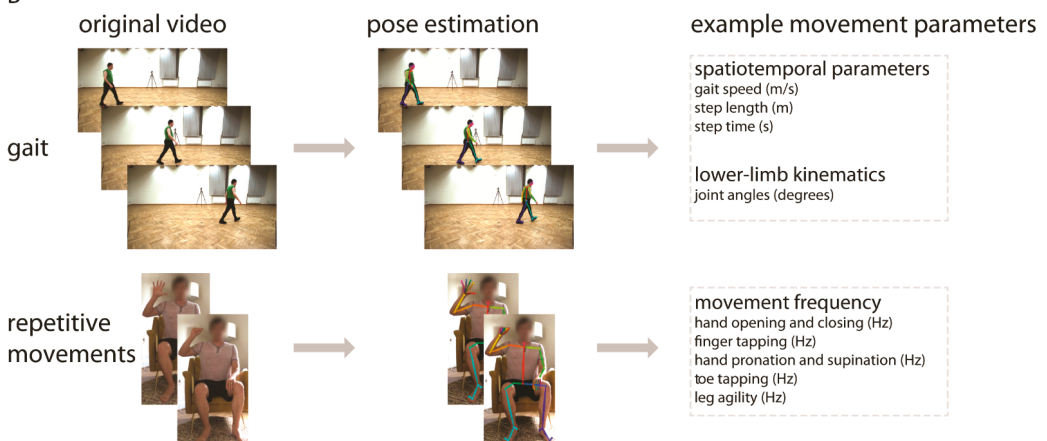 original video
pose estimation
example movement parameters
gait
spatiotemporal parameters
gait speed (m/s)
step length (m)
step time (s)
lower-limb kinematics
joint angles (degrees)
repetitive
movements
movement frequency
hand opening and closing (Hz)
finger tapping (Hz)
hand pronation and supination (Hz)
toe tapping (Hz)
leg agility (Hz)